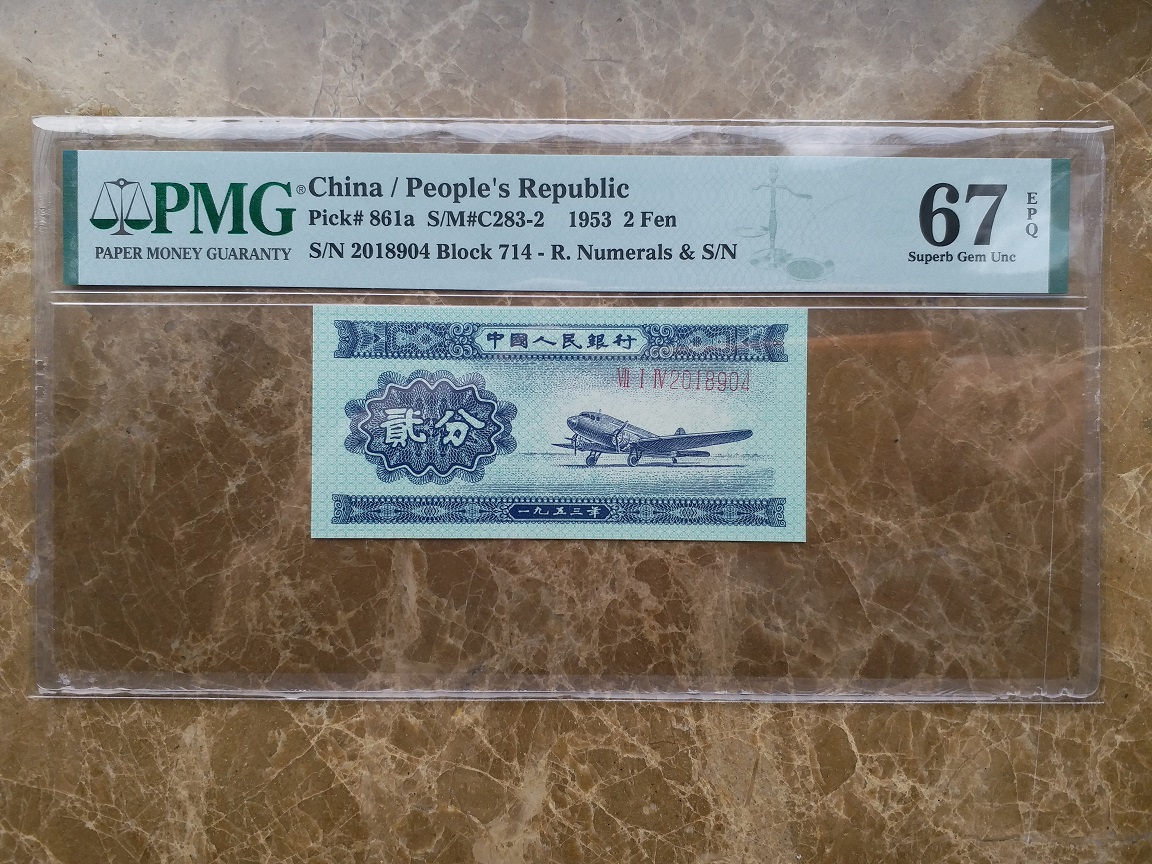 PMG®
PAPER MONEY GUARANTY
China / People's Republic
Pick# 861a S/M#C283-2 1953 2 Fen
S/N 2018904 Block 714 - R. Numerals & S/N
67
EPQ
Superb Gem Unc
中國人民銀行
VII I IV 2018904
貳分
一九五三年